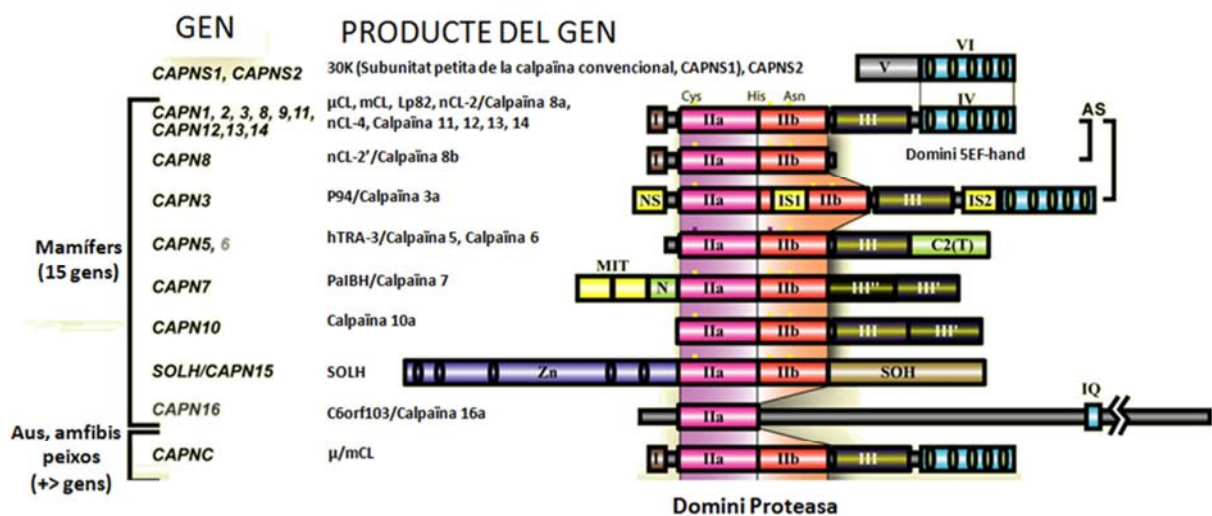 GEN
PRODUCTE DEL GEN
VI
CAPNS1, CAPNS2
30K (Subunitat petita de la calpaïna convencional, CAPNS1), CAPNS2
V
Cys
His
Asn
IV
CAPN1, 2, 3, 8, 9,11,
CAPN12,13,14
µCL, mCL, Lp82, nCL-2/Calpaïna 8a,
nCL-4, Calpaïna 11, 12, 13, 14
I
IIa
IIb
III
AS
Domini 5EF-hand
CAPN8
nCL-2'/Calpaïna 8b
I
IIa
IIb
CAPN3
P94/Calpaïna 3a
NS
IIa
IS1
IIb
III
IS2
Mamífers
(15 gens)
CAPN5, 6
hTRA-3/Calpaïna 5, Calpaïna 6
IIa
IIb
III
C2(T)
MIT
CAPN7
PalBH/Calpaïna 7
N
IIa
IIb
III"
III'
CAPN10
Calpaïna 10a
IIa
IIb
III
III'
SOLH/CAPN15
SOLH
Zn
IIa
IIb
SOH
CAPN16
C6orf103/Calpaïna 16a
IIa
IQ
Aus, amfibis
peixos
(+> gens)
CAPNC
µ/mCL
I
IIa
IIb
III
Domini Proteasa